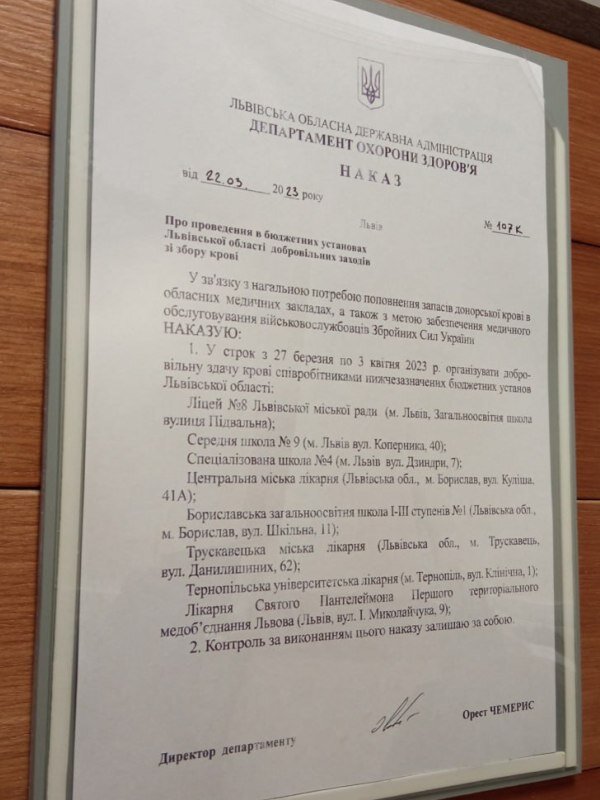 ЛЬВІВСЬКА ОБЛАСНА ДЕРЖАВНА АДМІНІСТРАЦІЯ
ДЕПАРТАМЕНТ ОХОРОНИ ЗДОРОВ'Я
НАКАЗ
від 22.03. 2023 року
Львів
№ 107К
Про проведення в бюджетних установах
Львівської області добровільних заходів
зі збору крові
У зв'язку з нагальною потребою поповнення запасів донорської крові в
обласних медичних закладах, а також з метою забезпечення медичного
обслуговування військовослужбовців Збройних Сил України
НАКАЗУЮ:
1. У строк з 27 березня по 3 квітня 2023 р. організувати добро-
вільну здачу крові співробітниками нижчезазначених бюджетних установ
Львівської області:
Ліцей №8 Львівської міської ради (м. Львів, Загальноосвітня школа
вулиця Підвальна);
Середня школа № 9 (м. Львів вул. Коперника, 40);
Спеціалізована школа №4 (м. Львів вул. Дзиндри, 7);
Центральна міська лікарня (Львівська обл., м. Борислав, вул. Куліша,
41А);
Бориславська загальноосвітня школа І-ІІІ ступенів №1 (Львівська обл.,
м. Борислав, вул. Шкільна, 11);
Трускавецька міська лікарня (Львівська обл., м. Трускавець,
вул. Данилишиних, 62);
Тернопільська університетська лікарня (м. Тернопіль, вул. Клінічна, 1);
Лікарня Святого Пантелеймона Першого територіального
медоб’єднання Львова (Львів, вул. І. Миколайчука, 9);
2. Контроль за виконанням цього наказу залишаю за собою.
Директор департаменту
Орест ЧЕМЕРИС